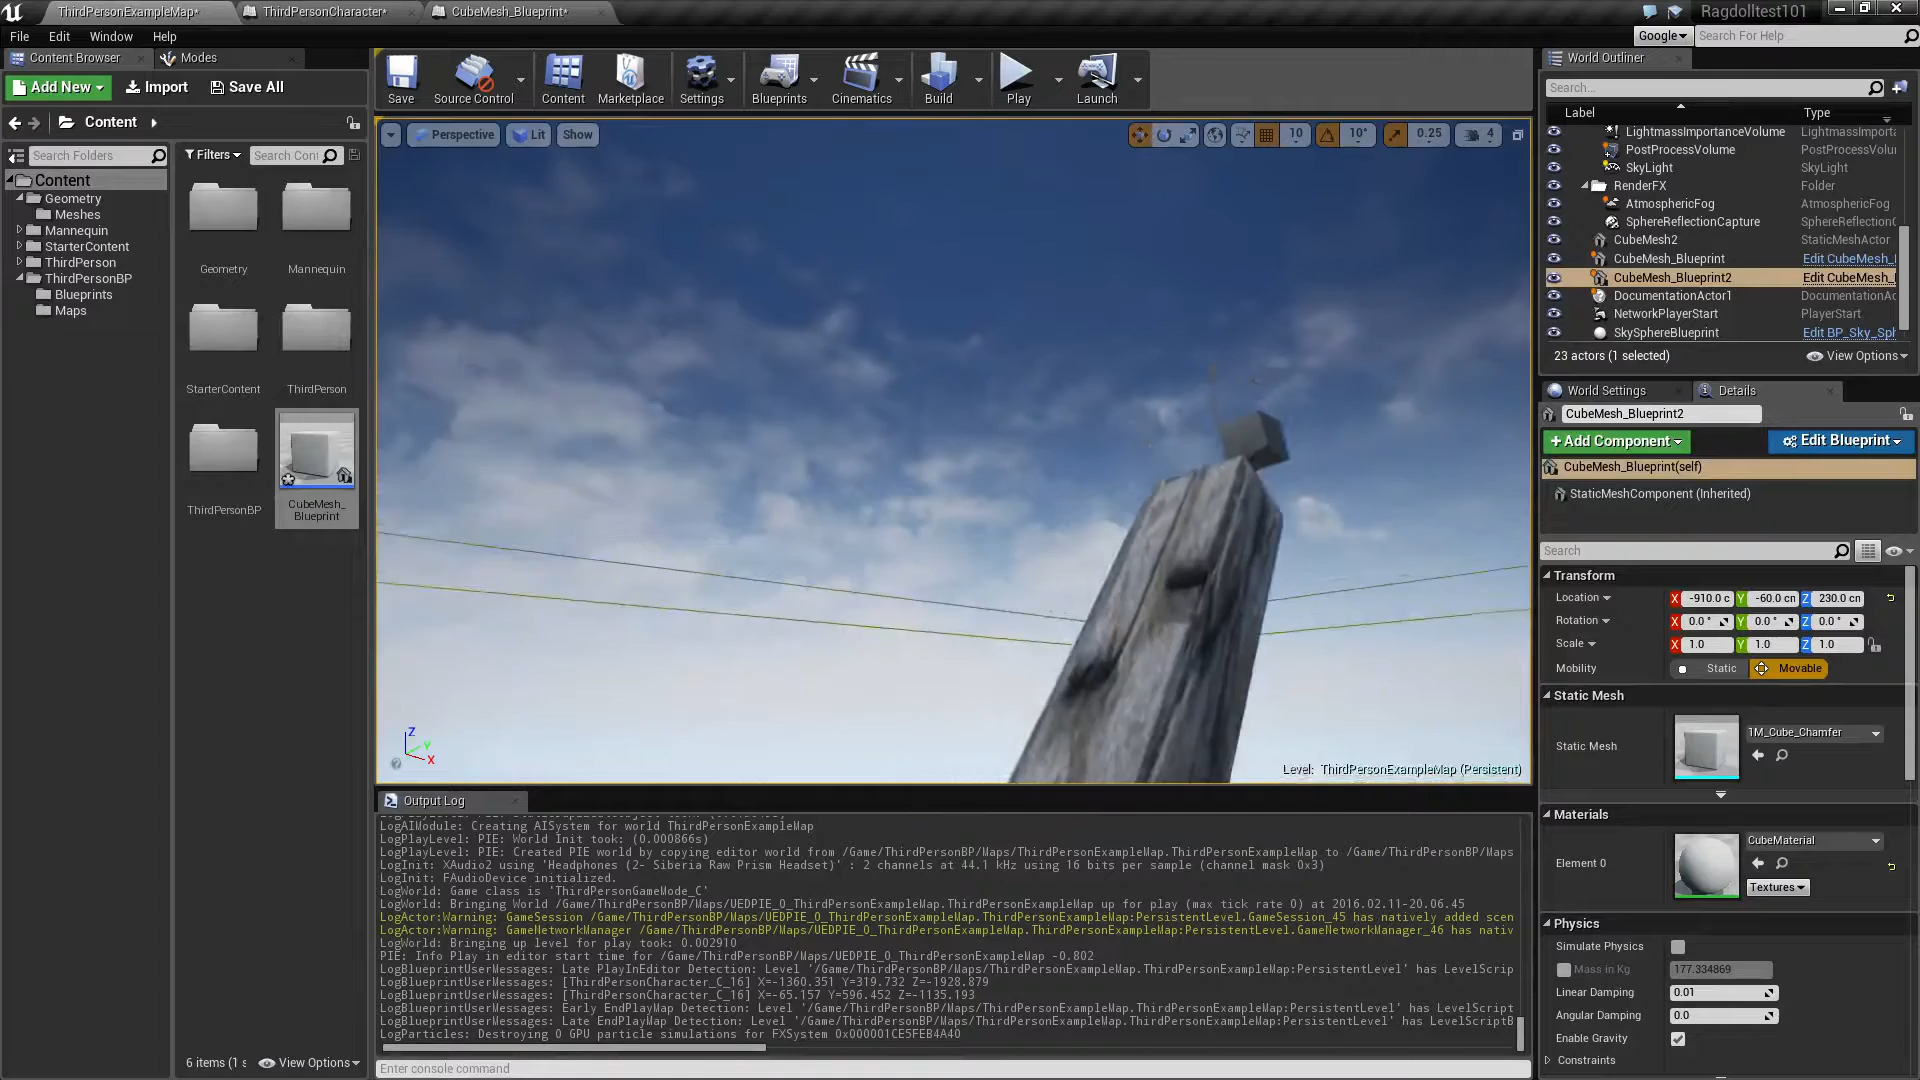 ThirdPersonExampleMap*
ThirdPersonCharacter*
CubeMesh_Blueprint*
Ragdolltest101
File Edit Window Help
Google
Search For Help
Content Browser
Modes
Add New
Import
Save All
Content
Search Folders
Filters
Content
Geometry
Meshes
Mannequin
StarterContent
ThirdPerson
ThirdPersonBP
Blueprints
Maps
Geometry
Mannequin
StarterContent
ThirdPerson
ThirdPersonBP
CubeMesh_
Blueprint
6 items (1 s
View Options
Save
Source Control
Content
Marketplace
Settings
Blueprints
Cinematics
Build
Play
Launch
Perspective
Lit
Show
10
10°
0.25
4
Z
Y
X
Level: ThirdPersonExampleMap (Persistent)
Output Log
LogAIModule: Creating AISystem for world ThirdPersonExampleMap
LogPlayLevel: PIE: World Init took: (0.000866s)
LogPlayLevel: PIE: Created PIE world by copying editor world from /Game/ThirdPersonBP/Maps/ThirdPersonExampleMap.ThirdPersonExampleMap to /Game/ThirdPersonBP/Maps
LogInit: XAudio2 using 'Headphones (2- Siberia Raw Prism Headset)' : 2 channels at 44.1 kHz using 16 bits per sample (channel mask 0x3)
LogInit: FAudioDevice initialized.
LogWorld: Game class is 'ThirdPersonGameMode_C'
LogWorld: Bringing World /Game/ThirdPersonBP/Maps/UEDPIE_0_ThirdPersonExampleMap.ThirdPersonExampleMap up for play (max tick rate 0) at 2016.02.11-20.06.45
LogActor:Warning: GameSession /Game/ThirdPersonBP/Maps/UEDPIE_0_ThirdPersonExampleMap.ThirdPersonExampleMap:PersistentLevel.GameSession_45 has natively added scen
LogActor:Warning: GameNetworkManager /Game/ThirdPersonBP/Maps/UEDPIE_0_ThirdPersonExampleMap.ThirdPersonExampleMap:PersistentLevel.GameNetworkManager_46 has nativ
LogWorld: Bringing up level for play took: 0.002910
PIE: Info Play in editor start time for /Game/ThirdPersonBP/Maps/UEDPIE_0_ThirdPersonExampleMap -0.802
LogBlueprintUserMessages: Late PlayInEditor Detection: Level '/Game/ThirdPersonBP/Maps/ThirdPersonExampleMap.ThirdPersonExampleMap:PersistentLevel' has LevelScrip
LogBlueprintUserMessages: [ThirdPersonCharacter_C_16] X=-1360.351 Y=319.732 Z=-1928.879
LogBlueprintUserMessages: [ThirdPersonCharacter_C_16] X=-65.157 Y=596.452 Z=-1135.193
LogBlueprintUserMessages: Early EndPlayMap Detection: Level '/Game/ThirdPersonBP/Maps/ThirdPersonExampleMap.ThirdPersonExampleMap:PersistentLevel' has LevelScript
LogBlueprintUserMessages: Late EndPlayMap Detection: Level '/Game/ThirdPersonBP/Maps/ThirdPersonExampleMap.ThirdPersonExampleMap:PersistentLevel' has LevelScriptB
LogParticles: Destroying 0 GPU particle simulations for FXSystem 0x000001CE5FEB4A40
Enter console command
World Outliner
Search...
Label Type
LightmassImportanceVolume LightmassImporta
PostProcessVolume PostProcessVolu
SkyLight SkyLight
RenderFX Folder
AtmosphericFog AtmosphericFog
SphereReflectionCapture SphereReflection
CubeMesh2 StaticMeshActor
CubeMesh_Blueprint Edit CubeMesh_
CubeMesh_Blueprint2 Edit CubeMesh_
DocumentationActor1 DocumentationAc
NetworkPlayerStart PlayerStart
SkySphereBlueprint Edit BP_Sky_Sph
23 actors (1 selected)
View Options
World Settings
Details
CubeMesh_Blueprint2
+Add Component
Edit Blueprint
CubeMesh_Blueprint(self)
StaticMeshComponent (Inherited)
Search
Transform
Location X -910.0 c Y -60.0 cn Z 230.0 cn
Rotation X 0.0 ° Y 0.0 ° Z 0.0 °
Scale X 1.0 Y 1.0 Z 1.0
Mobility Static Movable
Static Mesh
Static Mesh
1M_Cube_Chamfer
Materials
Element 0
CubeMaterial
Textures
Physics
Simulate Physics
Mass in Kg 177.334869
Linear Damping 0.01
Angular Damping 0.0
Enable Gravity
Constraints